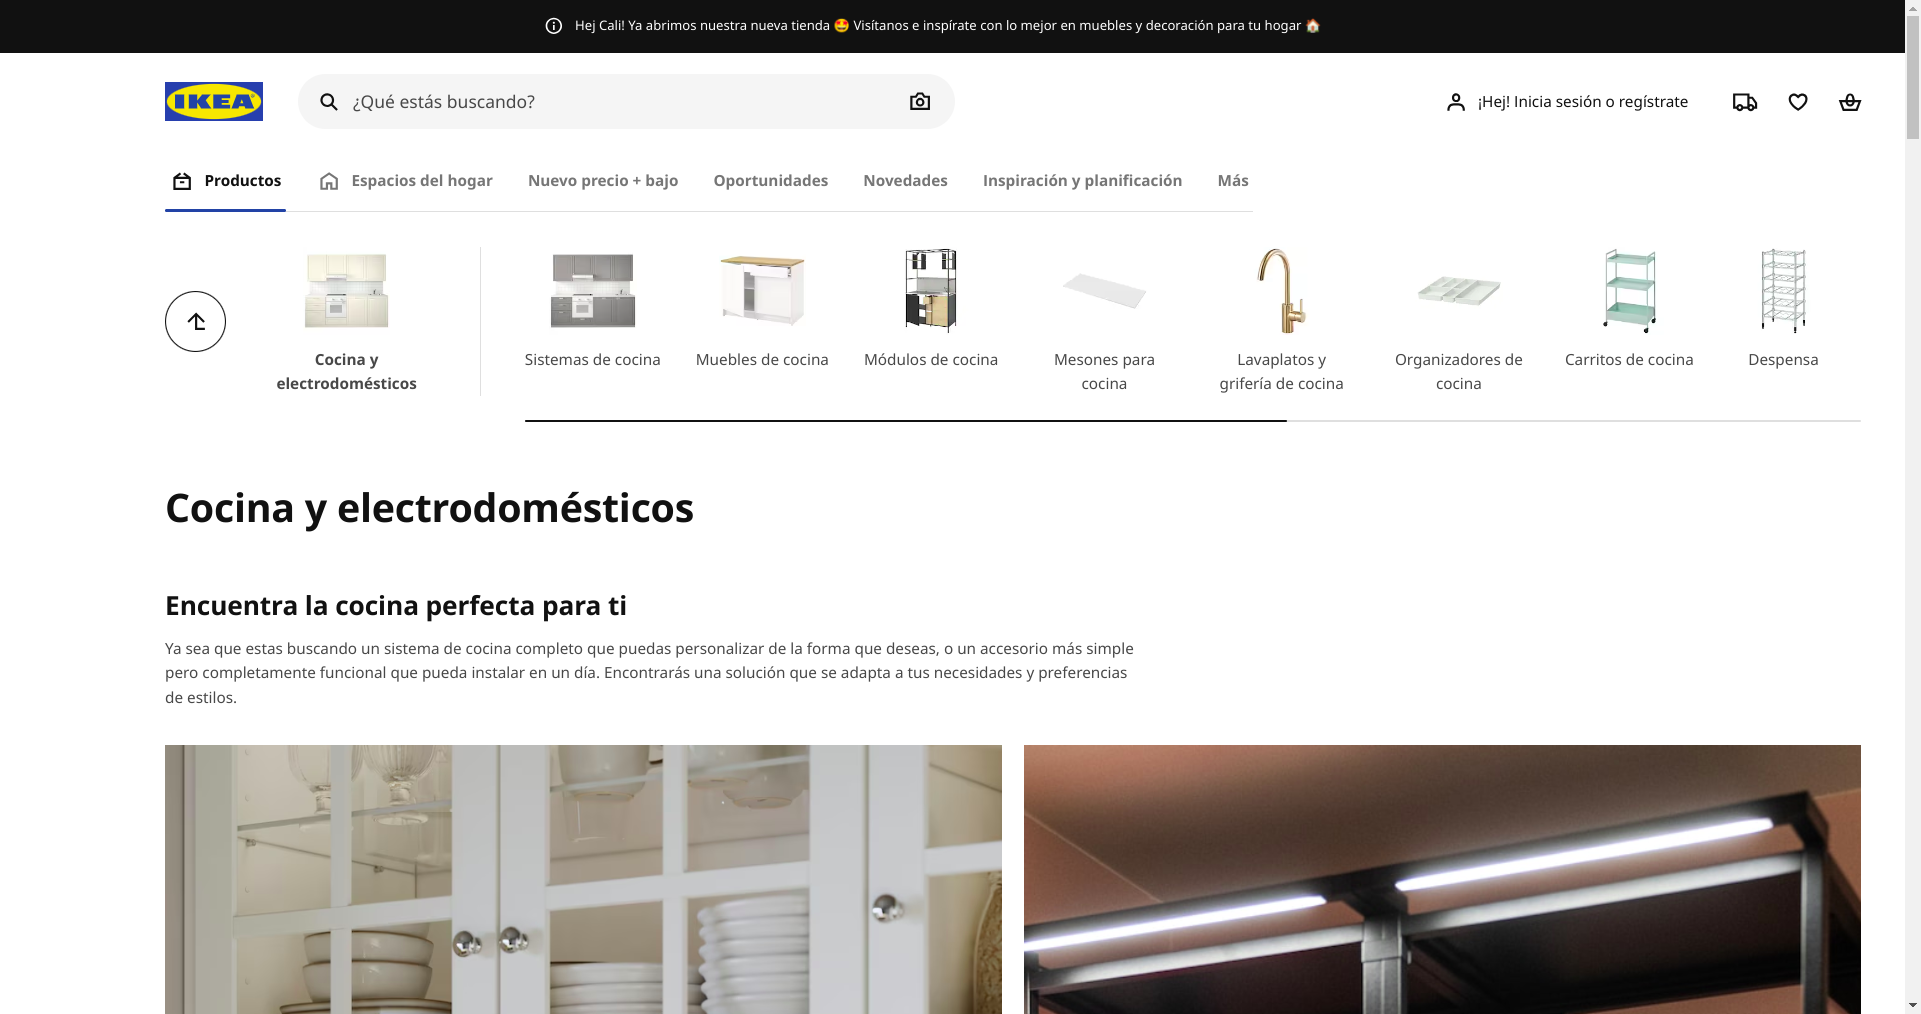 Hej Cali! Ya abrimos nuestra nueva tienda 🤩 Visítanos e inspírate con lo mejor en muebles y decoración para tu hogar 🏠
IKEA
¿Qué estás buscando?
¡Hej! Inicia sesión o regístrate
Productos
Espacios del hogar
Nuevo precio + bajo
Oportunidades
Novedades
Inspiración y planificación
Más
Cocina y
electrodomésticos
Sistemas de cocina
Muebles de cocina
Módulos de cocina
Mesones para
cocina
Lavaplatos y
grifería de cocina
Organizadores de
cocina
Carritos de cocina
Despensa
Cocina y electrodomésticos
Encuentra la cocina perfecta para ti
Ya sea que estas buscando un sistema de cocina completo que puedas personalizar de la forma que deseas, o un accesorio más simple
pero completamente funcional que pueda instalar en un día. Encontrarás una solución que se adapta a tus necesidades y preferencias
de estilos.